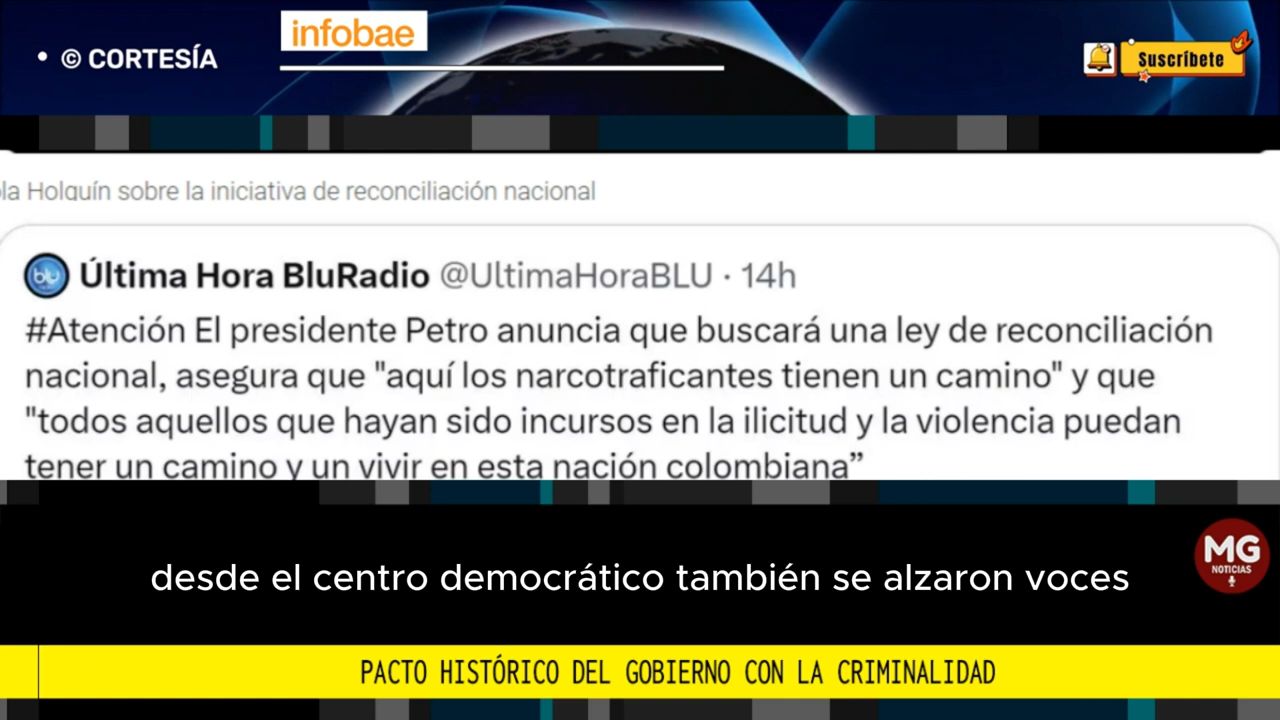 • © CORTESÍA
infobae
Suscríbete
la Holguín sobre la iniciativa de reconciliación nacional
blu
Última Hora BluRadio @UltimaHoraBLU · 14h
#Atención El presidente Petro anuncia que buscará una ley de reconciliación
nacional, asegura que "aquí los narcotraficantes tienen un camino" y que
"todos aquellos que hayan sido incursos en la ilicitud y la violencia puedan
tener un camino y un vivir en esta nación colombiana”
MG
NOTICIAS
desde el centro democrático también se alzaron voces
PACTO HISTÓRICO DEL GOBIERNO CON LA CRIMINALIDAD